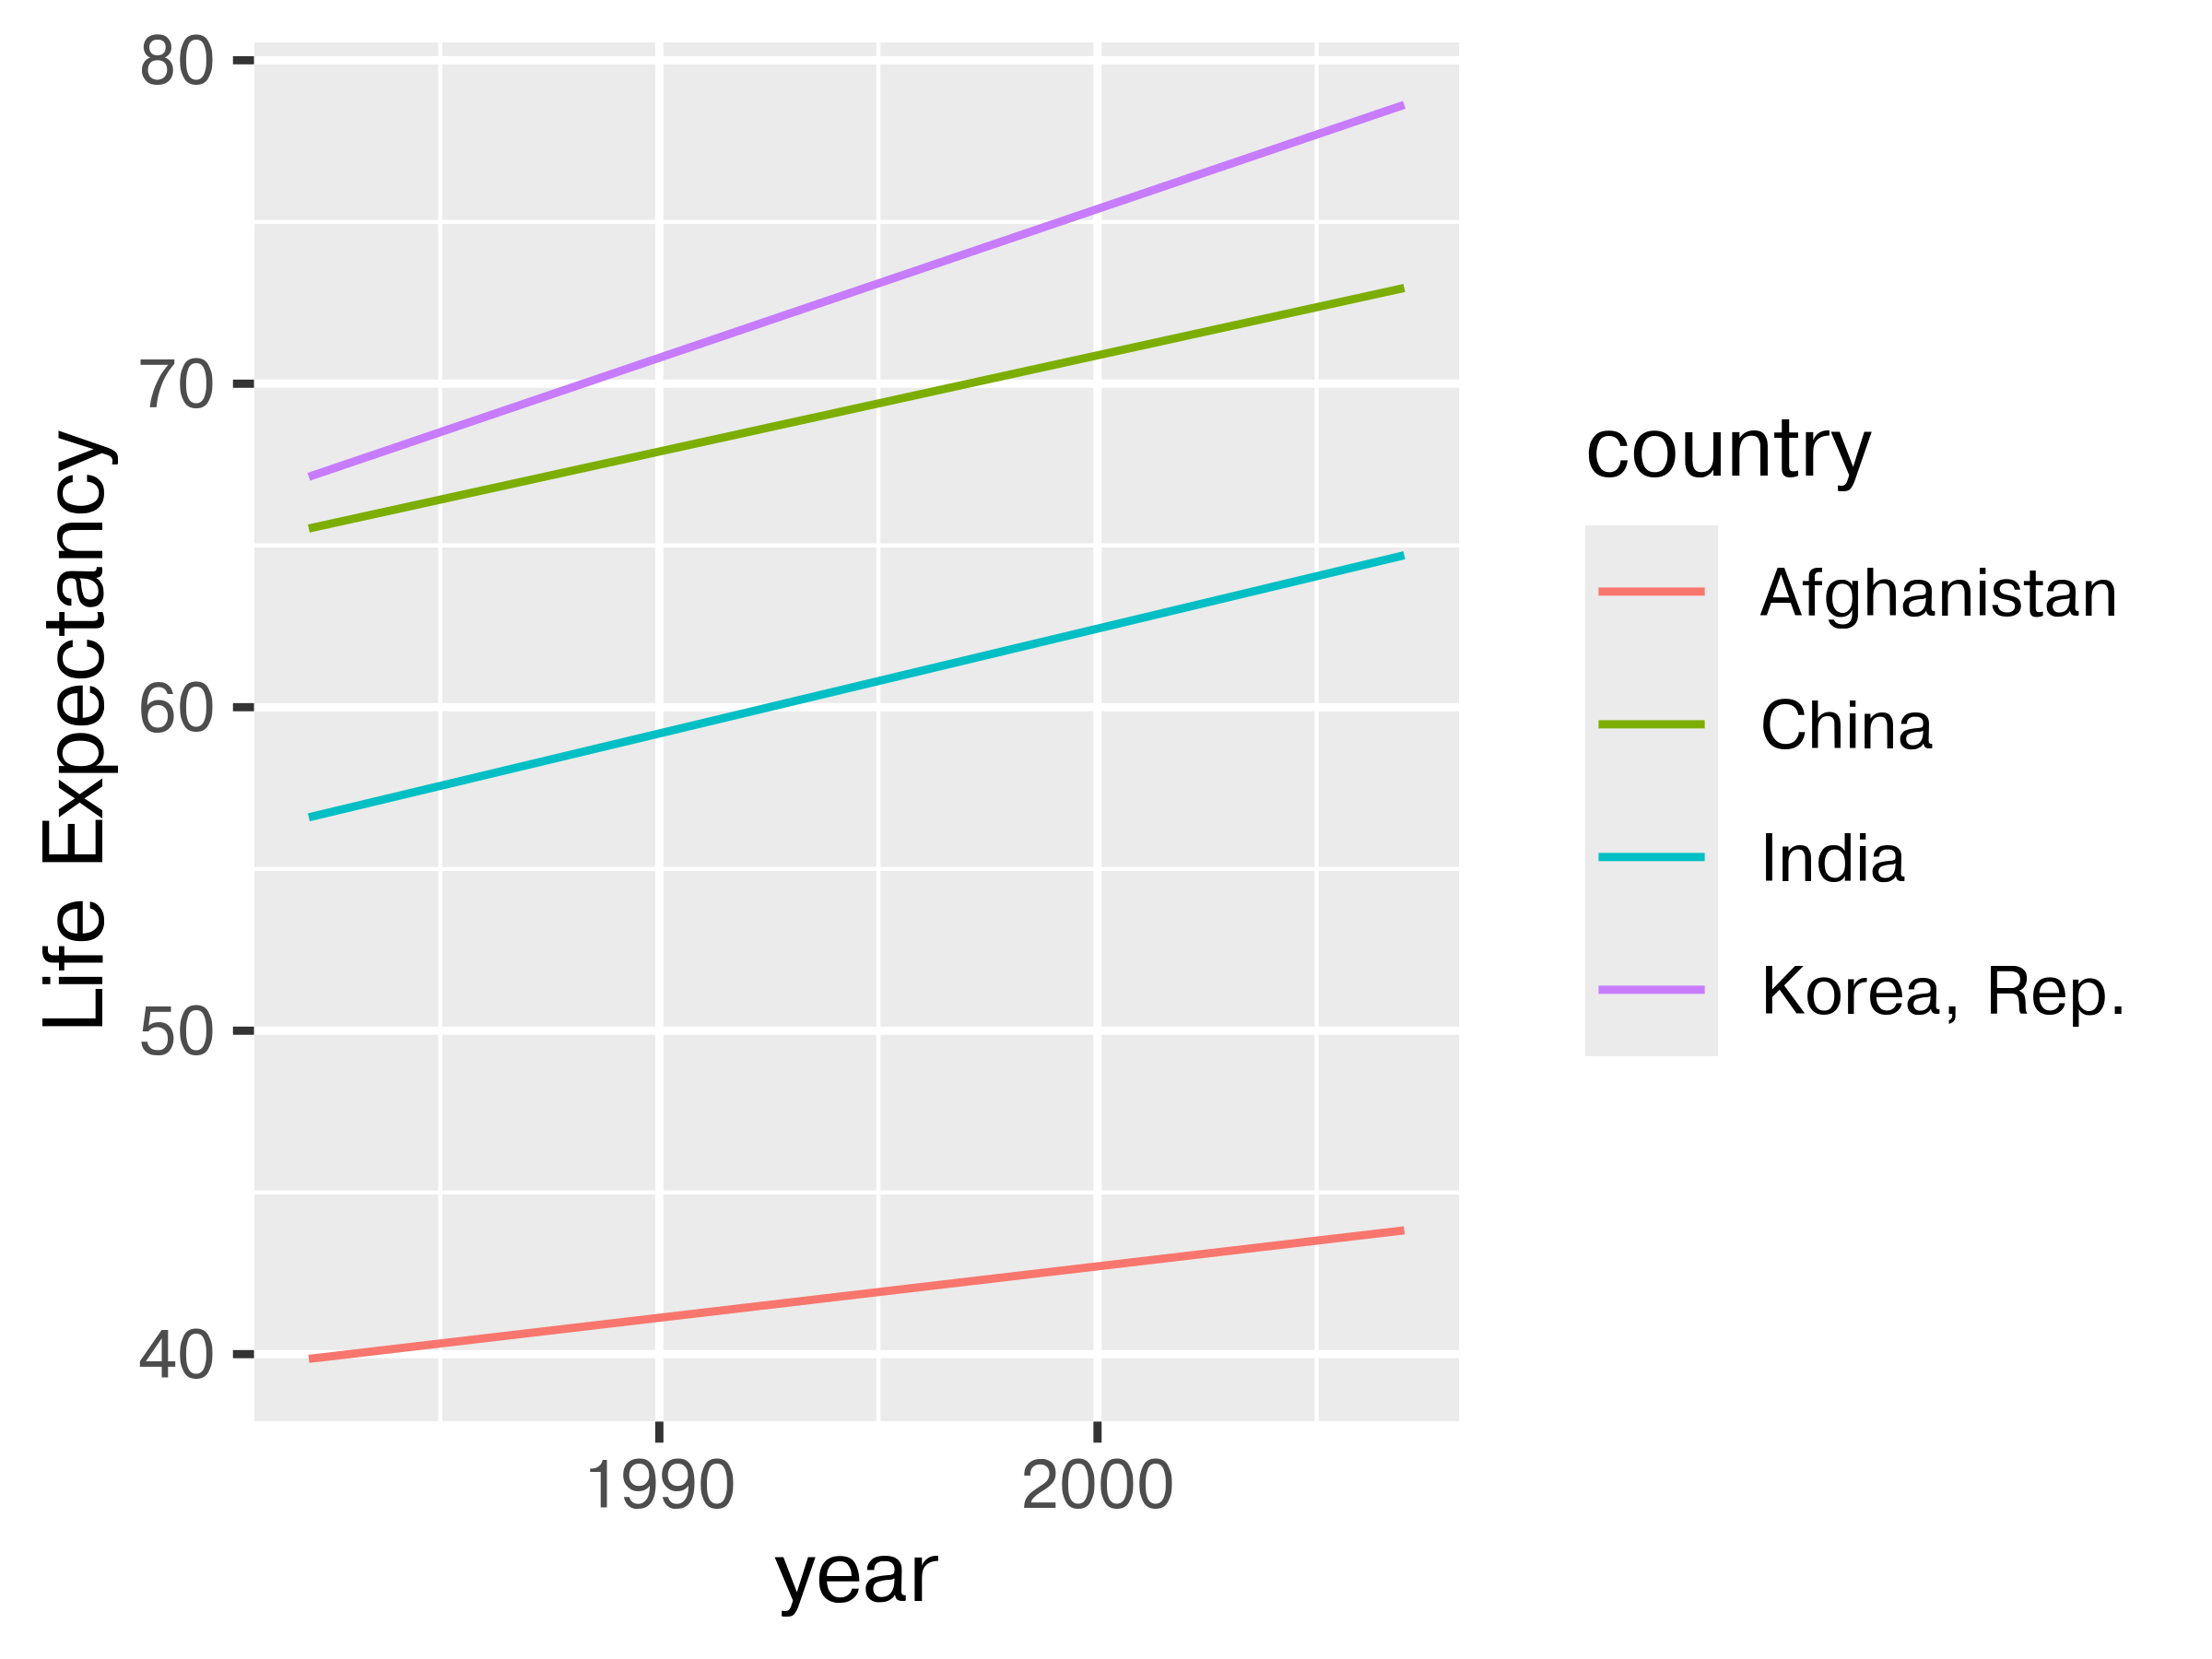 Life Expectancy
80
70
60
50
40
1990 2000
year
country
Afghanistan
China
India
Korea, Rep.